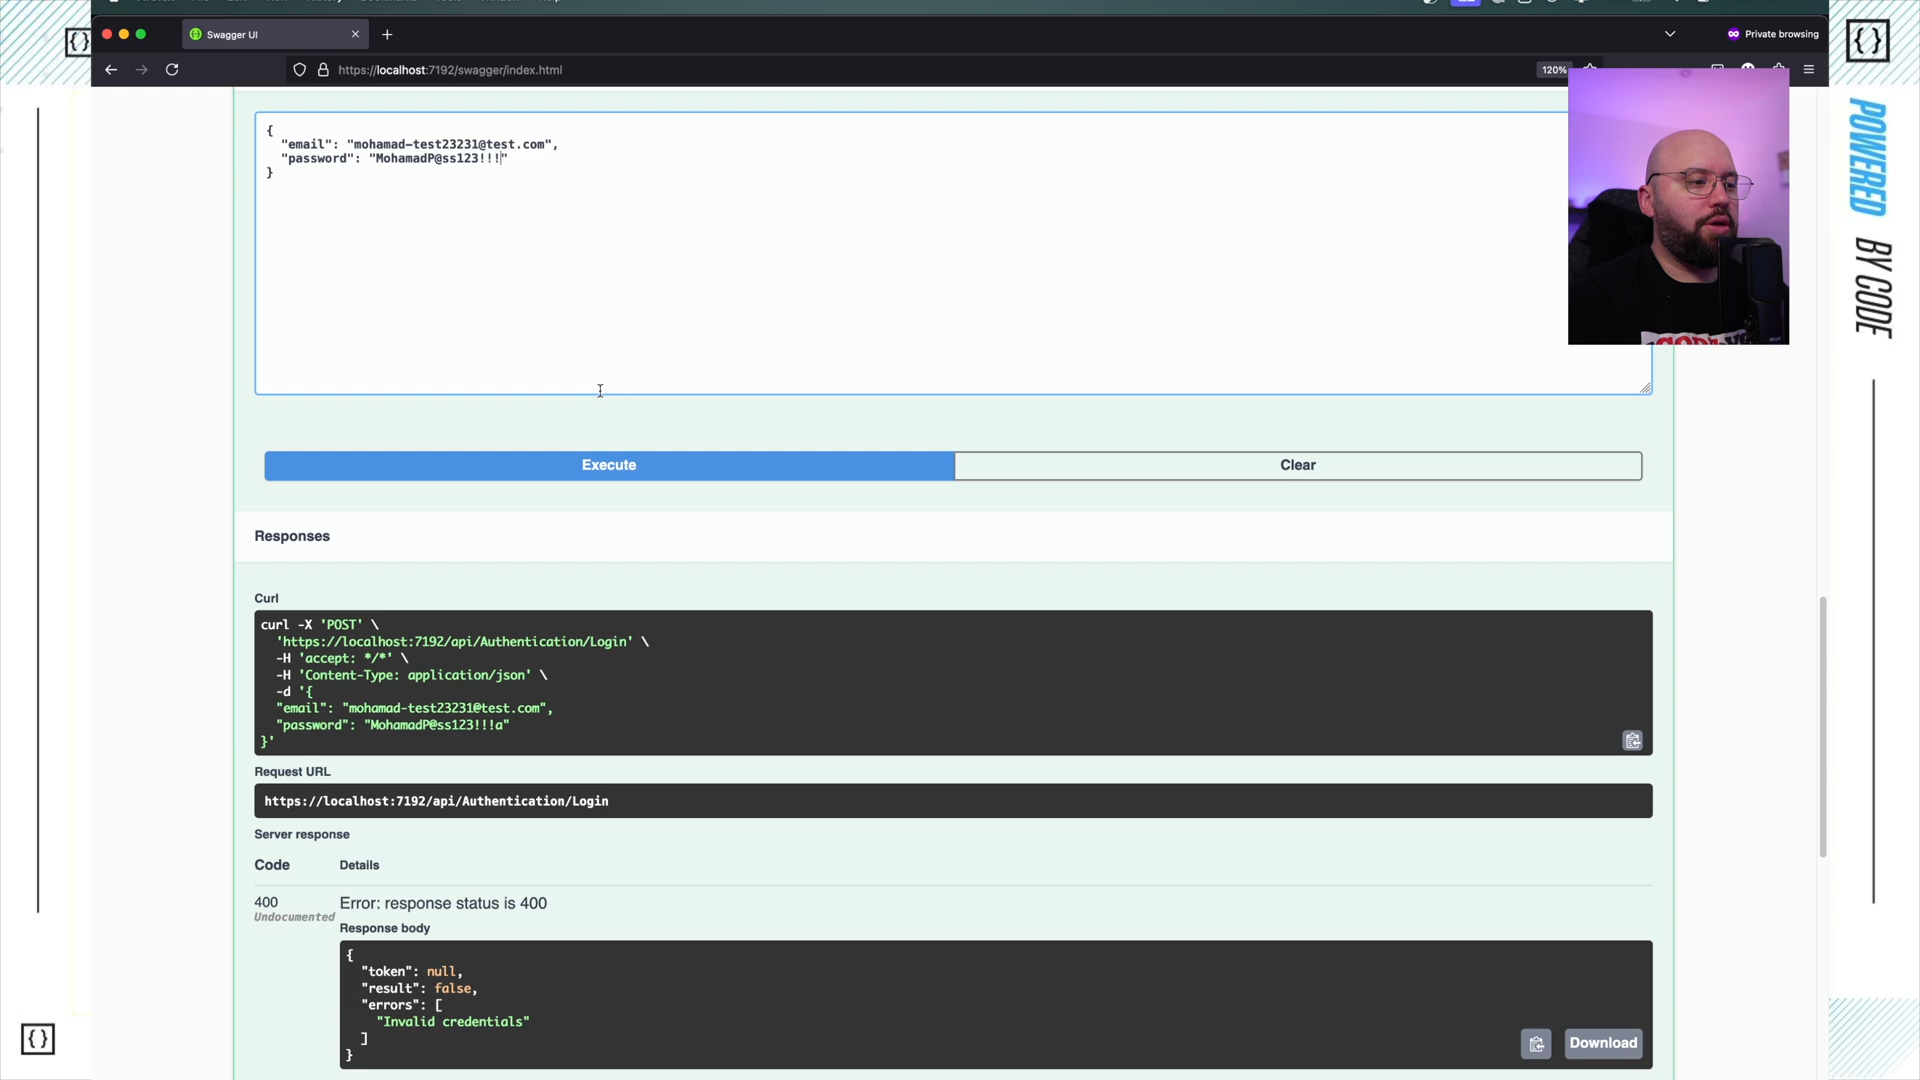 Swagger UI
Private browsing
https://localhost:7192/swagger/index.html
120%
{
"email": "mohamad-test23231@test.com",
"password": "MohamadP@ss123!!!"
}
POWERED
BY CODE
Execute
Clear
Responses
Curl
curl -X 'POST' \
'https://localhost:7192/api/Authentication/Login' \
-H 'accept: */*' \
-H 'Content-Type: application/json' \
-d '{
"email": "mohamad-test23231@test.com",
"password": "MohamadP@ss123!!!a"
}'
Request URL
https://localhost:7192/api/Authentication/Login
Server response
Code
Details
400
Undocumented
Error: response status is 400
Response body
{
"token": null,
"result": false,
"errors": [
"Invalid credentials"
]
}
Download